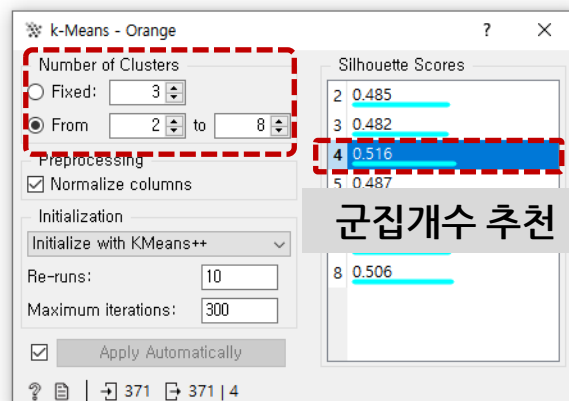 k-Means - Orange
Number of Clusters
Fixed: 3
From 2 to 8
Preprocessing
Normalize columns
Initialization
Initialize with KMeans++
Re-runs: 10
Maximum iterations: 300
Apply Automatically
371 371 | 4
Silhouette Scores
2 0.485
3 0.482
4 0.516
5 0.487
군집개수 추천
8 0.506